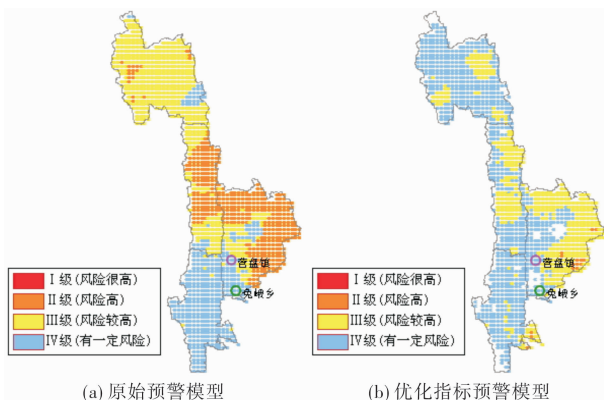 营盘镇
兔峨乡
Ⅰ级(风险很高)
Ⅱ级(风险高)
Ⅲ级(风险较高)
Ⅳ级(有一定风险)
(a) 原始预警模型
营盘镇
兔峨乡
Ⅰ级(风险很高)
Ⅱ级(风险高)
Ⅲ级(风险较高)
Ⅳ级(有一定风险)
(b) 优化指标预警模型